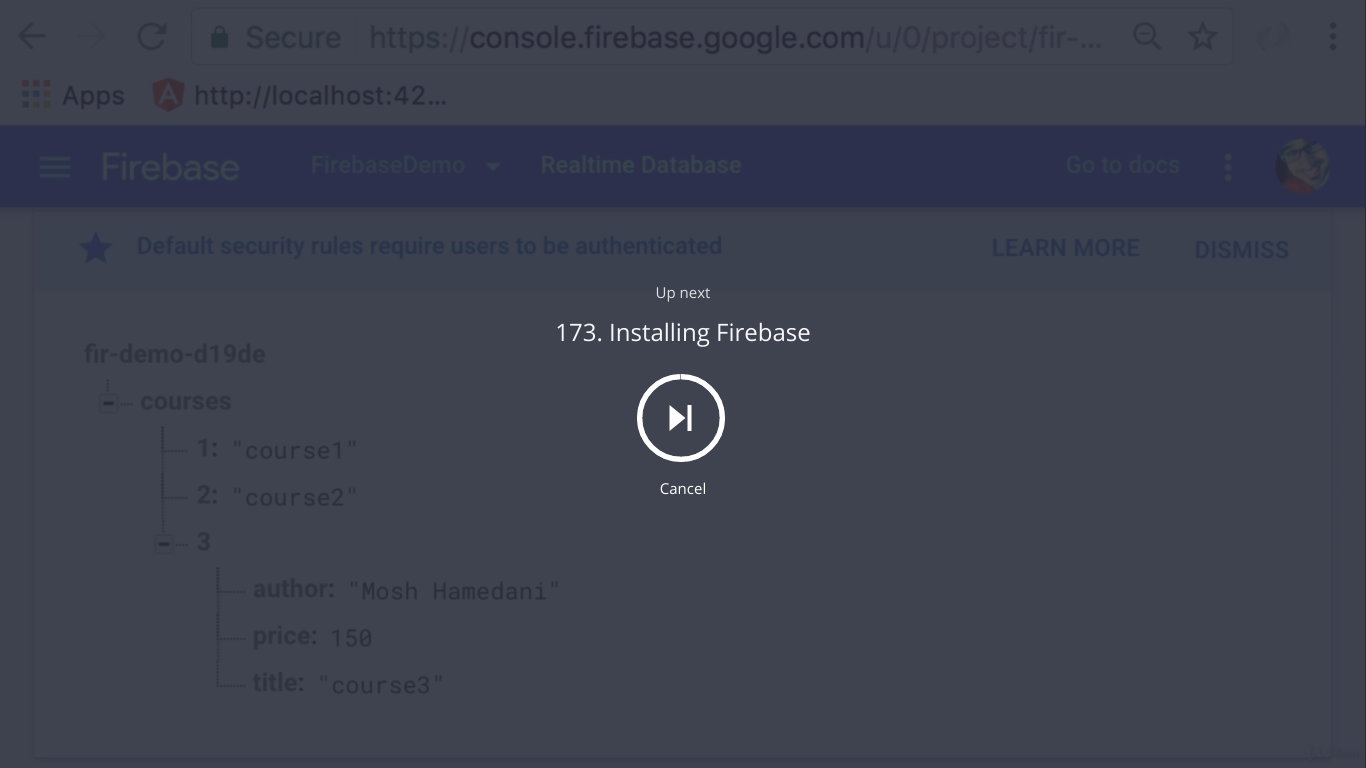 Secure https://console.firebase.google.com/u/0/project/fir-...
Apps http://localhost:42...
Firebase FirebaseDemo Realtime Database Go to docs
Default security rules require users to be authenticated LEARN MORE DISMISS
Up next
173. Installing Firebase
Cancel
fir-demo-d19de
courses
1: "course1"
2: "course2"
3
author: "Mosh Hamedani"
price: 150
title: "course3"